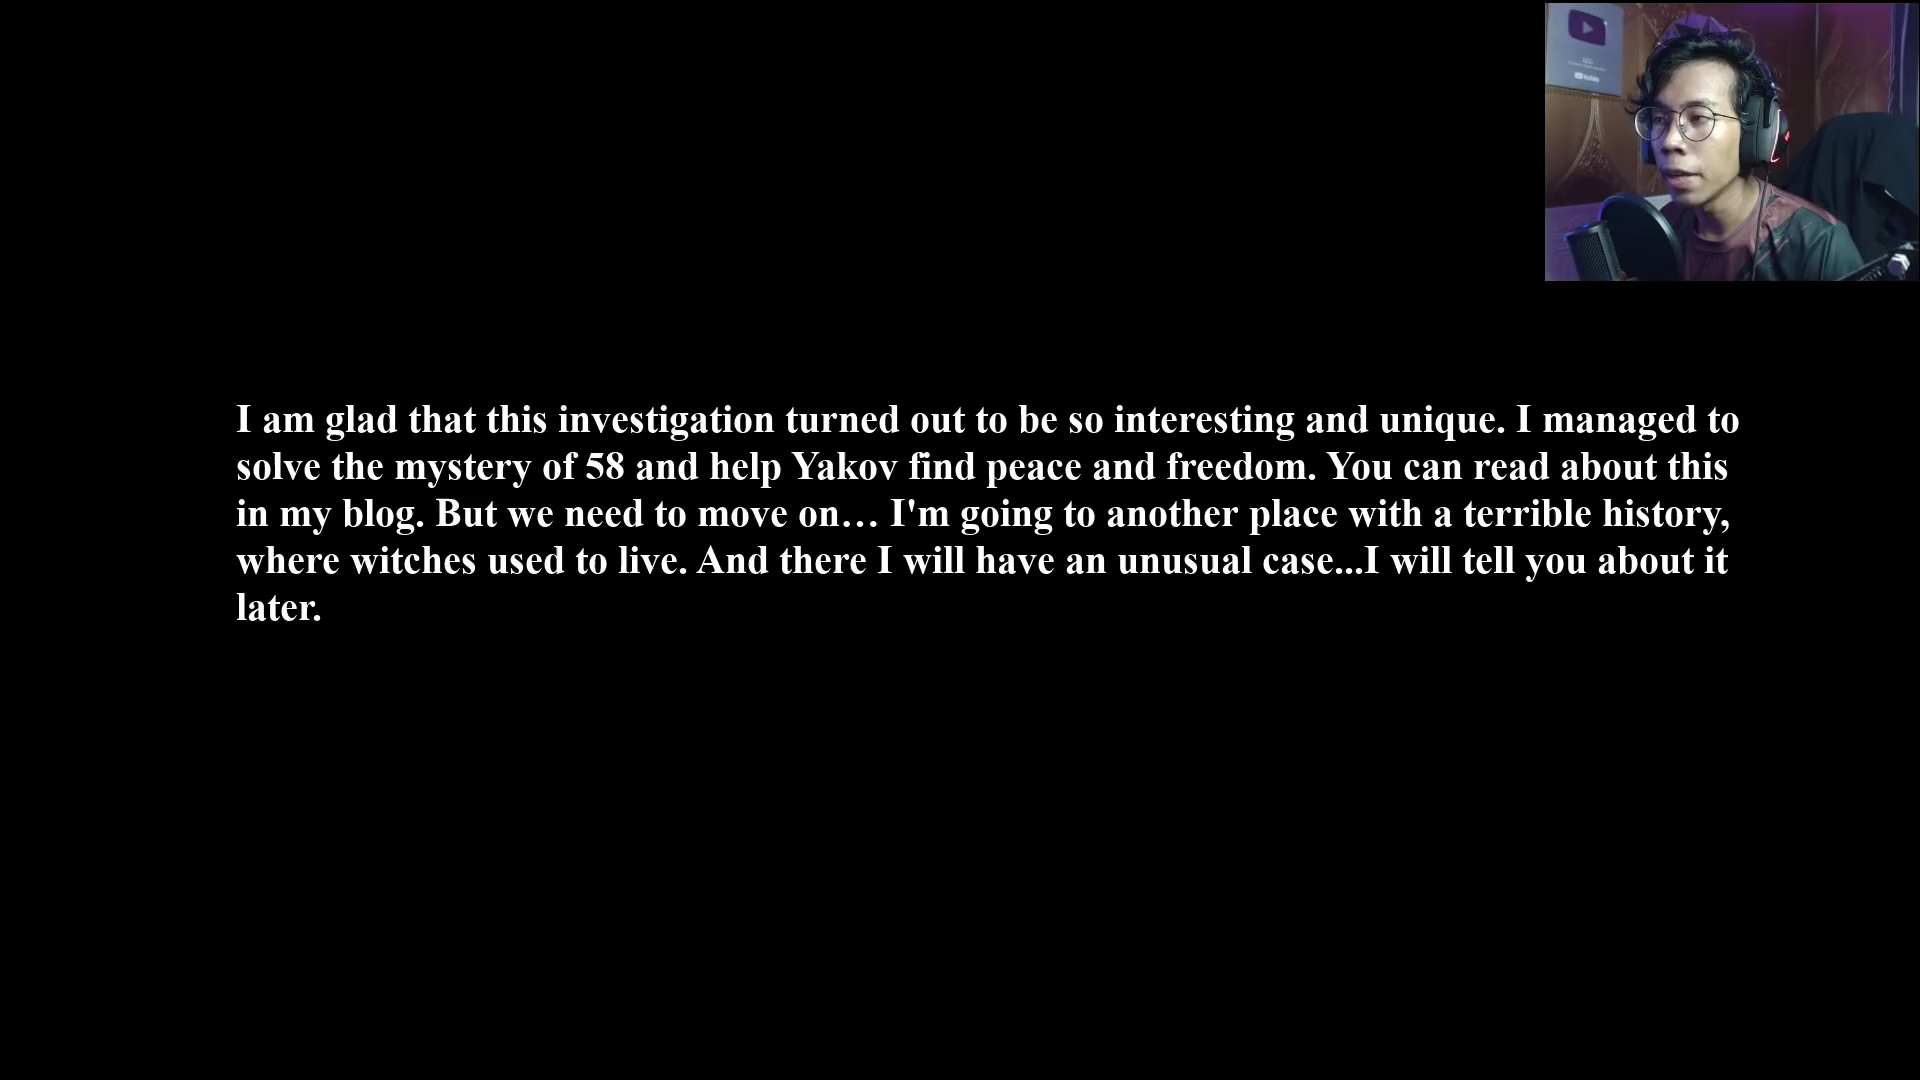 I am glad that this investigation turned out to be so interesting and unique. I managed to
solve the mystery of 58 and help Yakov find peace and freedom. You can read about this
in my blog. But we need to move on… I'm going to another place with a terrible history,
where witches used to live. And there I will have an unusual case...I will tell you about it
later.